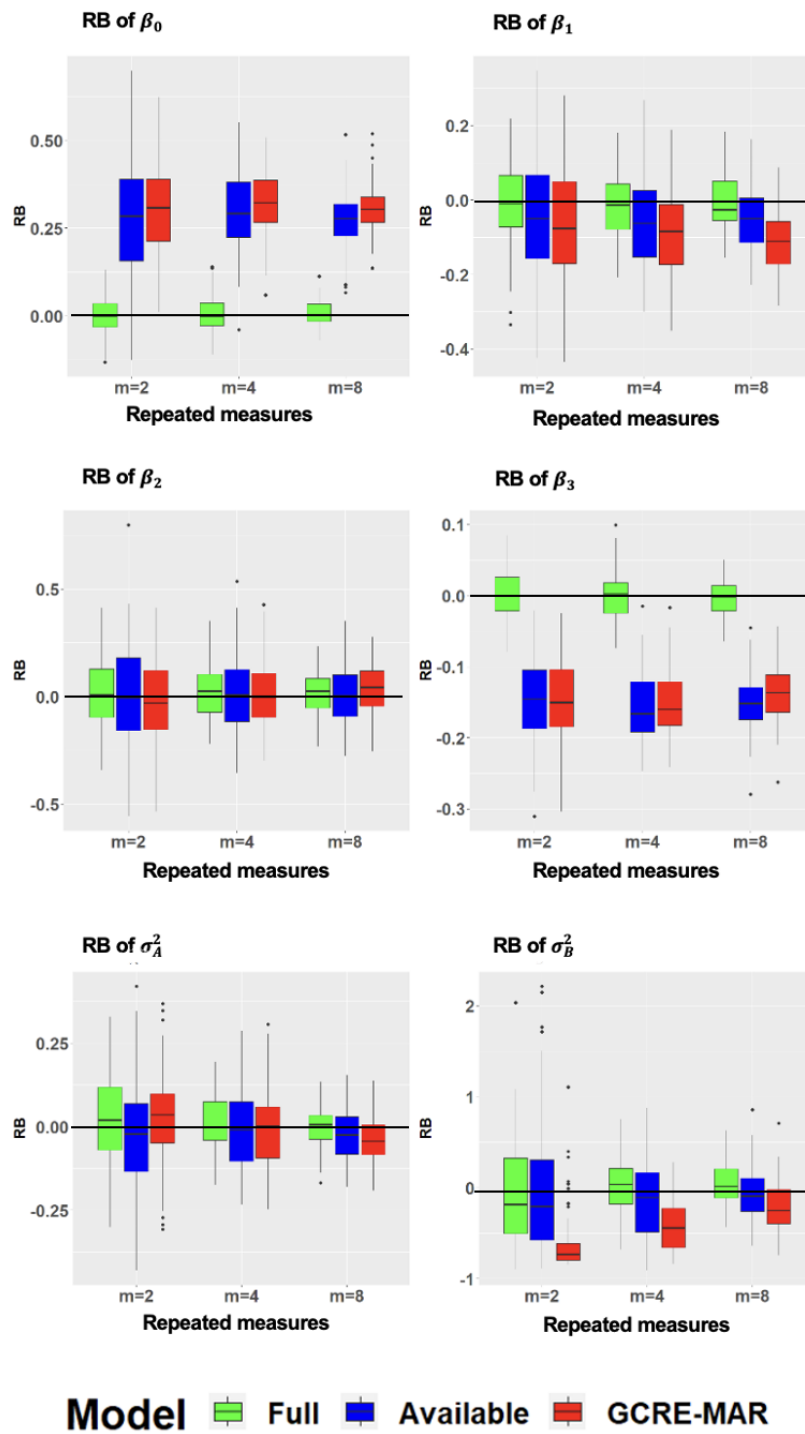 RB of β₀
RB of β₁
0.50
0.25
0.00
RB
m=2 m=4 m=8
Repeated measures
0.2
0.0
-0.2
-0.4
RB
m=2 m=4 m=8
Repeated measures
RB of β₂
RB of β₃
0.5
0.0
-0.5
RB
m=2 m=4 m=8
Repeated measures
0.1
0.0
-0.1
-0.2
-0.3
RB
m=2 m=4 m=8
Repeated measures
RB of σ²_A
RB of σ²_B
0.25
0.00
-0.25
RB
m=2 m=4 m=8
Repeated measures
2
1
0
-1
RB
m=2 m=4 m=8
Repeated measures
Model Full Available GCRE-MAR